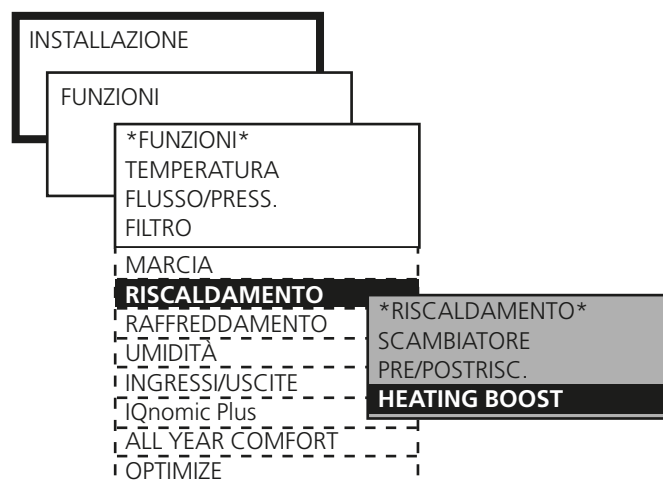 INSTALLAZIONE
FUNZIONI
*FUNZIONI*
TEMPERATURA
FLUSSO/PRESS.
FILTRO
MARCIA
RISCALDAMENTO
RAFFREDDAMENTO
UMIDITÀ
INGRESSI/USCITE
IQnomic Plus
ALL YEAR COMFORT
OPTIMIZE
*RISCALDAMENTO*
SCAMBIATORE
PRE/POSTRISC.
HEATING BOOST